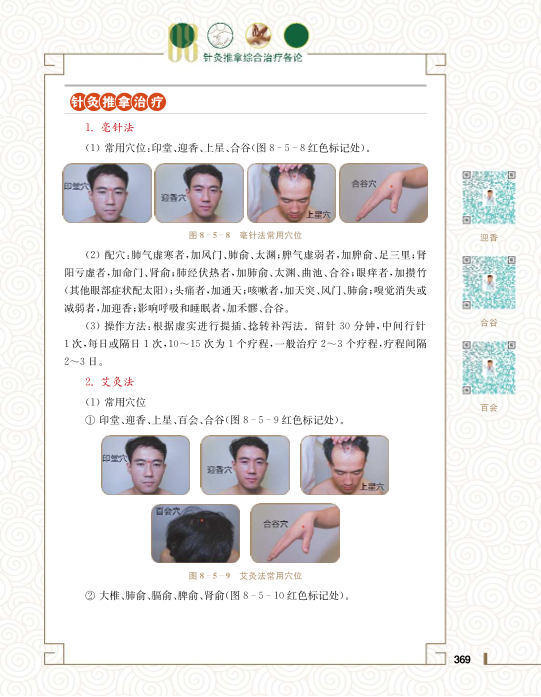 08
针灸推拿综合治疗各论
针灸推拿治疗
1. 毫针法
(1) 常用穴位:印堂、迎香、上星、合谷(图 8-5-8 红色标记处)。
印堂穴
迎香穴
上星穴
合谷穴
图 8-5-8 毫针法常用穴位
(2) 配穴:肺气虚寒者,加风门、肺俞、太渊;脾气虚弱者,加脾俞、足三里;肾
阳亏虚者,加命门、肾俞;肺经伏热者,加肺俞、太渊、曲池、合谷;眼痒者,加攒竹
(其他眼部症状配太阳);头痛者,加通天;咳嗽者,加天突、风门、肺俞;嗅觉消失或
减弱者,加迎香;影响呼吸和睡眠者,加禾髎、合谷。
(3) 操作方法:根据虚实进行提插、捻转补泻法。留针 30 分钟,中间行针
1 次,每日或隔日 1 次,10～15 次为 1 个疗程,一般治疗 2～3 个疗程,疗程间隔
2～3 日。
2. 艾灸法
(1) 常用穴位
① 印堂、迎香、上星、百会、合谷(图 8-5-9 红色标记处)。
印堂穴
迎香穴
上星穴
百会穴
合谷穴
图 8-5-9 艾灸法常用穴位
② 大椎、肺俞、膈俞、脾俞、肾俞(图 8-5-10 红色标记处)。
迎香
合谷
百会
369